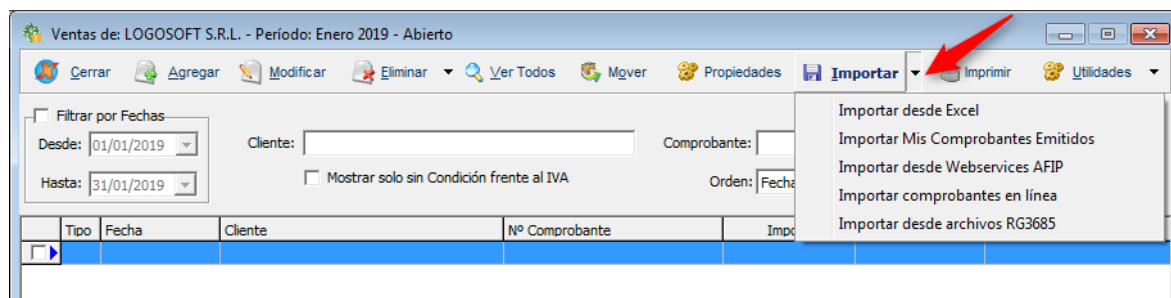 Ventas de: LOGOSOFT S.R.L. - Período: Enero 2019 - Abierto
Cerrar Agregar Modificar Eliminar Ver Todos Mover Propiedades Importar Imprimir Utilidades
Importar desde Excel
Importar Mis Comprobantes Emitidos
Importar desde Webservices AFIP
Importar comprobantes en línea
Importar desde archivos RG3685
Filtrar por Fechas
Desde: 01/01/2019 Cliente: Comprobante:
Hasta: 31/01/2019 Mostrar solo sin Condición frente al IVA Orden: Fecha
Tipo Fecha Cliente Nº Comprobante Impo